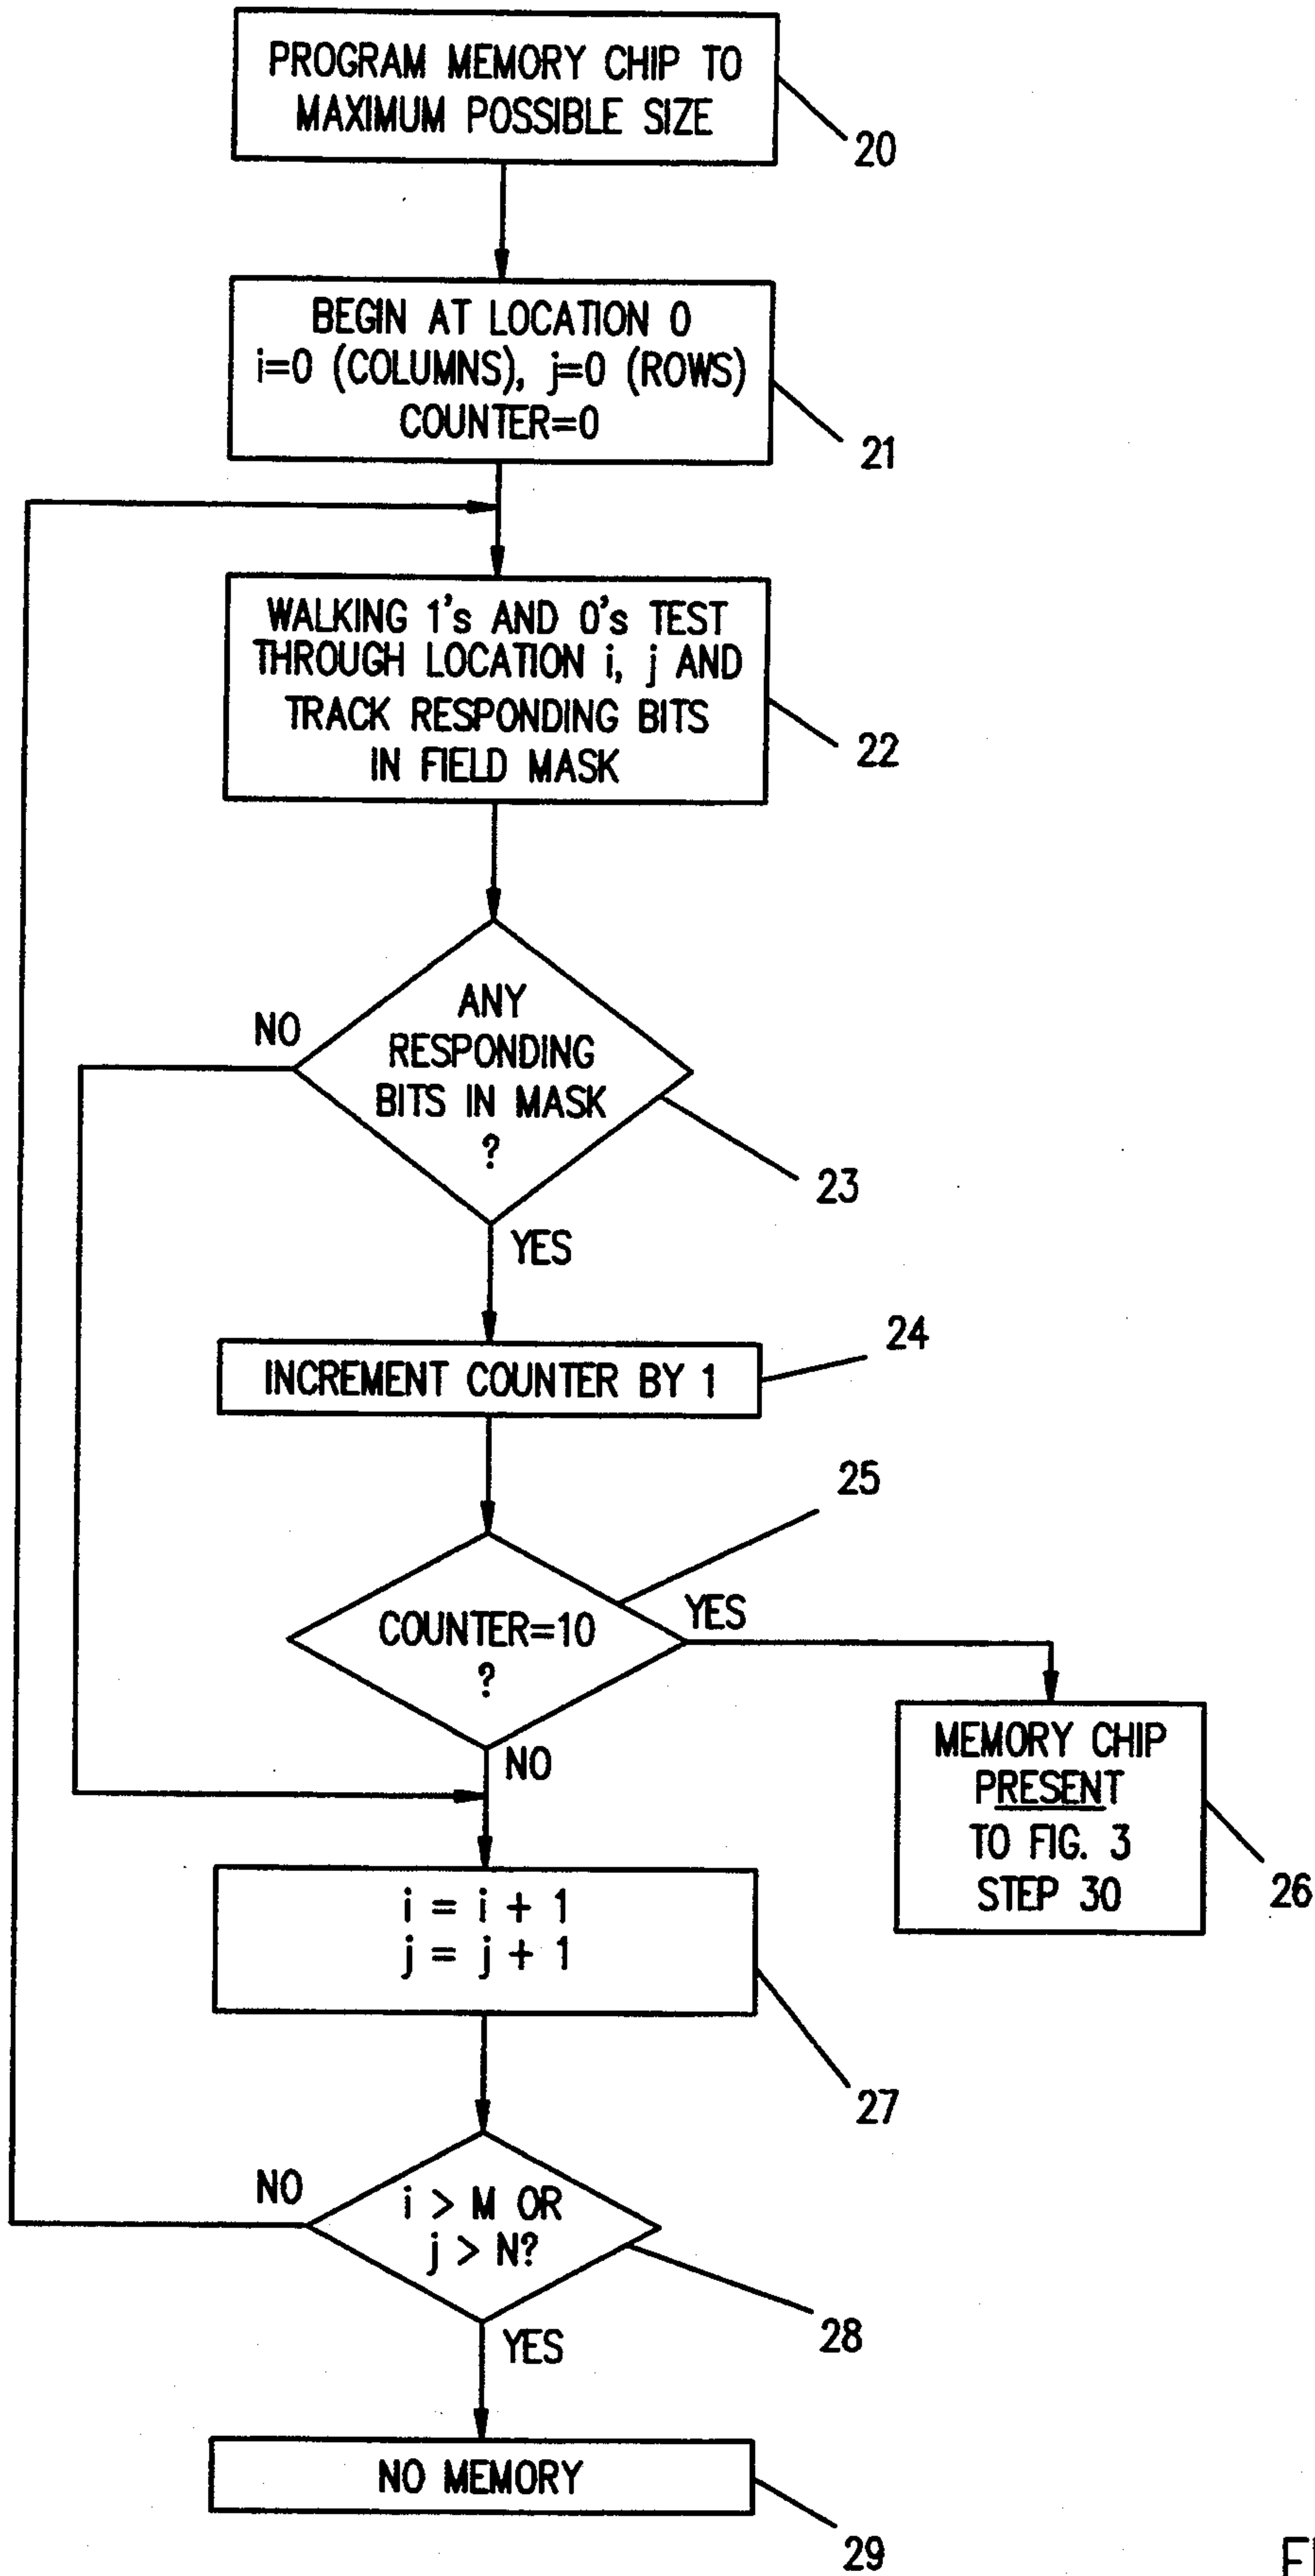 PROGRAM MEMORY CHIP TO
MAXIMUM POSSIBLE SIZE
20
BEGIN AT LOCATION 0
i=0 (COLUMNS), j=0 (ROWS)
COUNTER=0
21
WALKING 1's AND 0's TEST
THROUGH LOCATION i, j AND
TRACK RESPONDING BITS
IN FIELD MASK
22
ANY
RESPONDING
BITS IN MASK
?
NO
23
YES
24
INCREMENT COUNTER BY 1
25
COUNTER=10
?
YES
NO
MEMORY CHIP
PRESENT
TO FIG. 3
STEP 30
26
i = i + 1
j = j + 1
27
NO
i > M OR
j > N?
28
YES
NO MEMORY
29